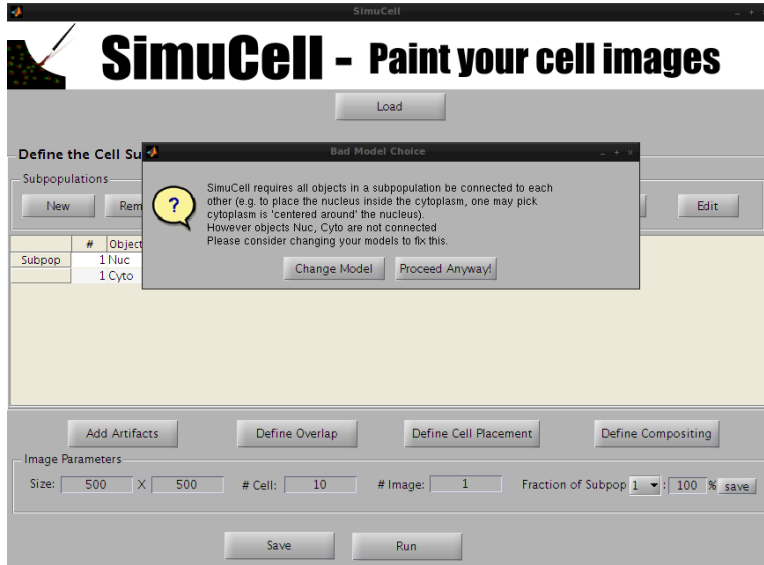 SimuCell
SimuCell - Paint your cell images
Load
Define the Cell Su
Bad Model Choice
Subpopulations
New
Rem
Edit
?
SimuCell requires all objects in a subpopulation be connected to each
other (e.g. to place the nucleus inside the cytoplasm, one may pick
cytoplasm is 'centered around' the nucleus).
However objects Nuc, Cyto are not connected
Please consider changing your models to fix this.
Change Model Proceed Anyway!
# Object
Subpop 1 Nuc
1 Cyto
Add Artifacts Define Overlap Define Cell Placement Define Compositing
Image Parameters
Size: 500 X 500 # Cell: 10 # Image: 1 Fraction of Subpop 1 : 100 % save
Save Run